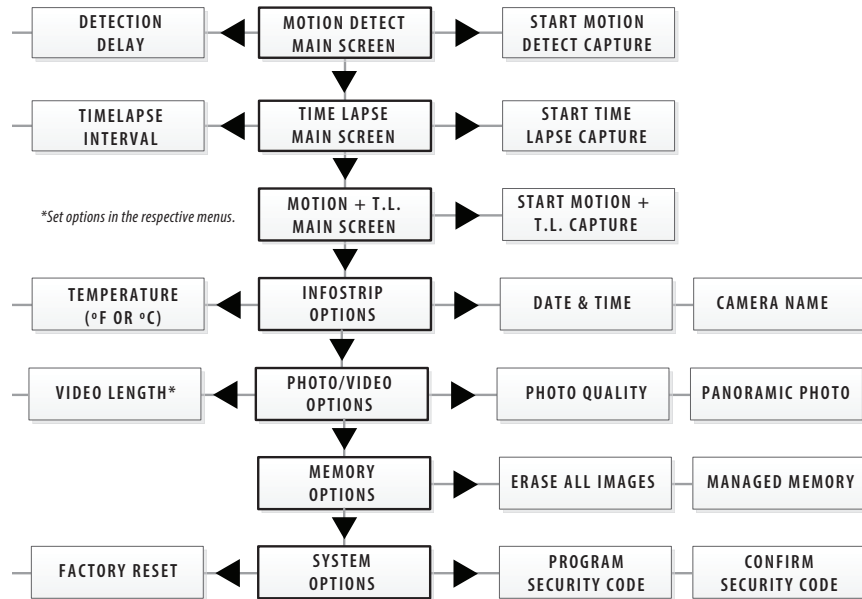 DETECTION
DELAY
MOTION DETECT
MAIN SCREEN
START MOTION
DETECT CAPTURE
TIMELAPSE
INTERVAL
TIME LAPSE
MAIN SCREEN
START TIME
LAPSE CAPTURE
*Set options in the respective menus.
MOTION + T.L.
MAIN SCREEN
START MOTION +
T.L. CAPTURE
TEMPERATURE
(ºF OR ºC)
INFOSTRIP
OPTIONS
DATE & TIME
CAMERA NAME
VIDEO LENGTH*
PHOTO/VIDEO
OPTIONS
PHOTO QUALITY
PANORAMIC PHOTO
MEMORY
OPTIONS
ERASE ALL IMAGES
MANAGED MEMORY
FACTORY RESET
SYSTEM
OPTIONS
PROGRAM
SECURITY CODE
CONFIRM
SECURITY CODE